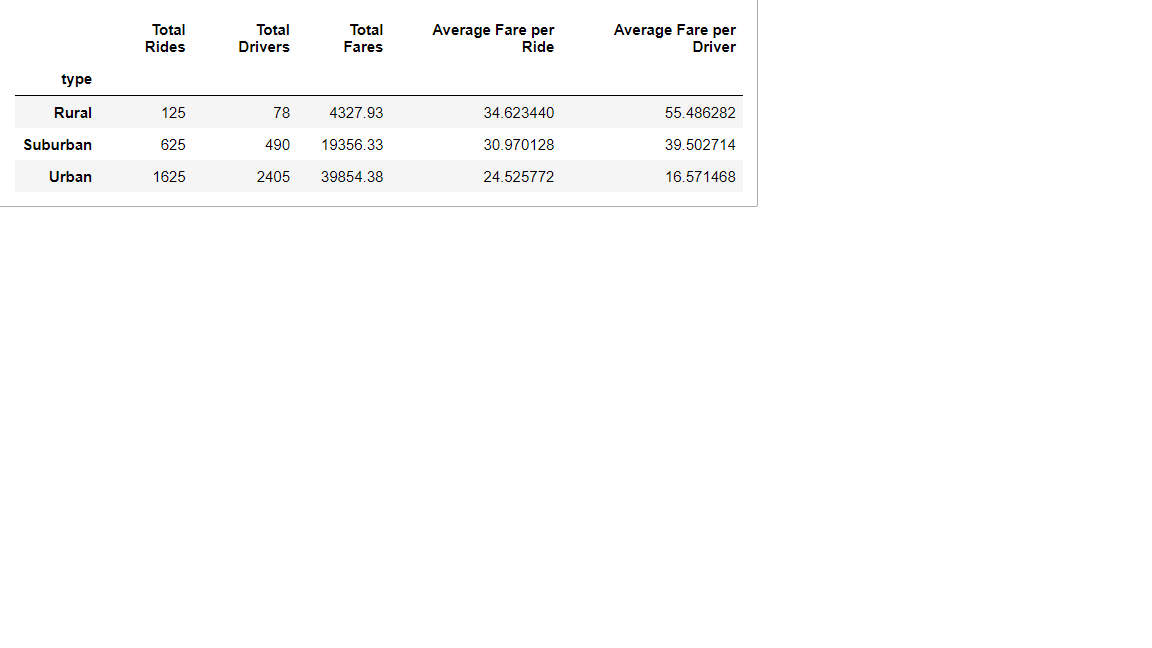 Total Total Total Average Fare per Average Fare per
Rides Drivers Fares Ride Driver
type
Rural 125 78 4327.93 34.623440 55.486282
Suburban 625 490 19356.33 30.970128 39.502714
Urban 1625 2405 39854.38 24.525772 16.571468